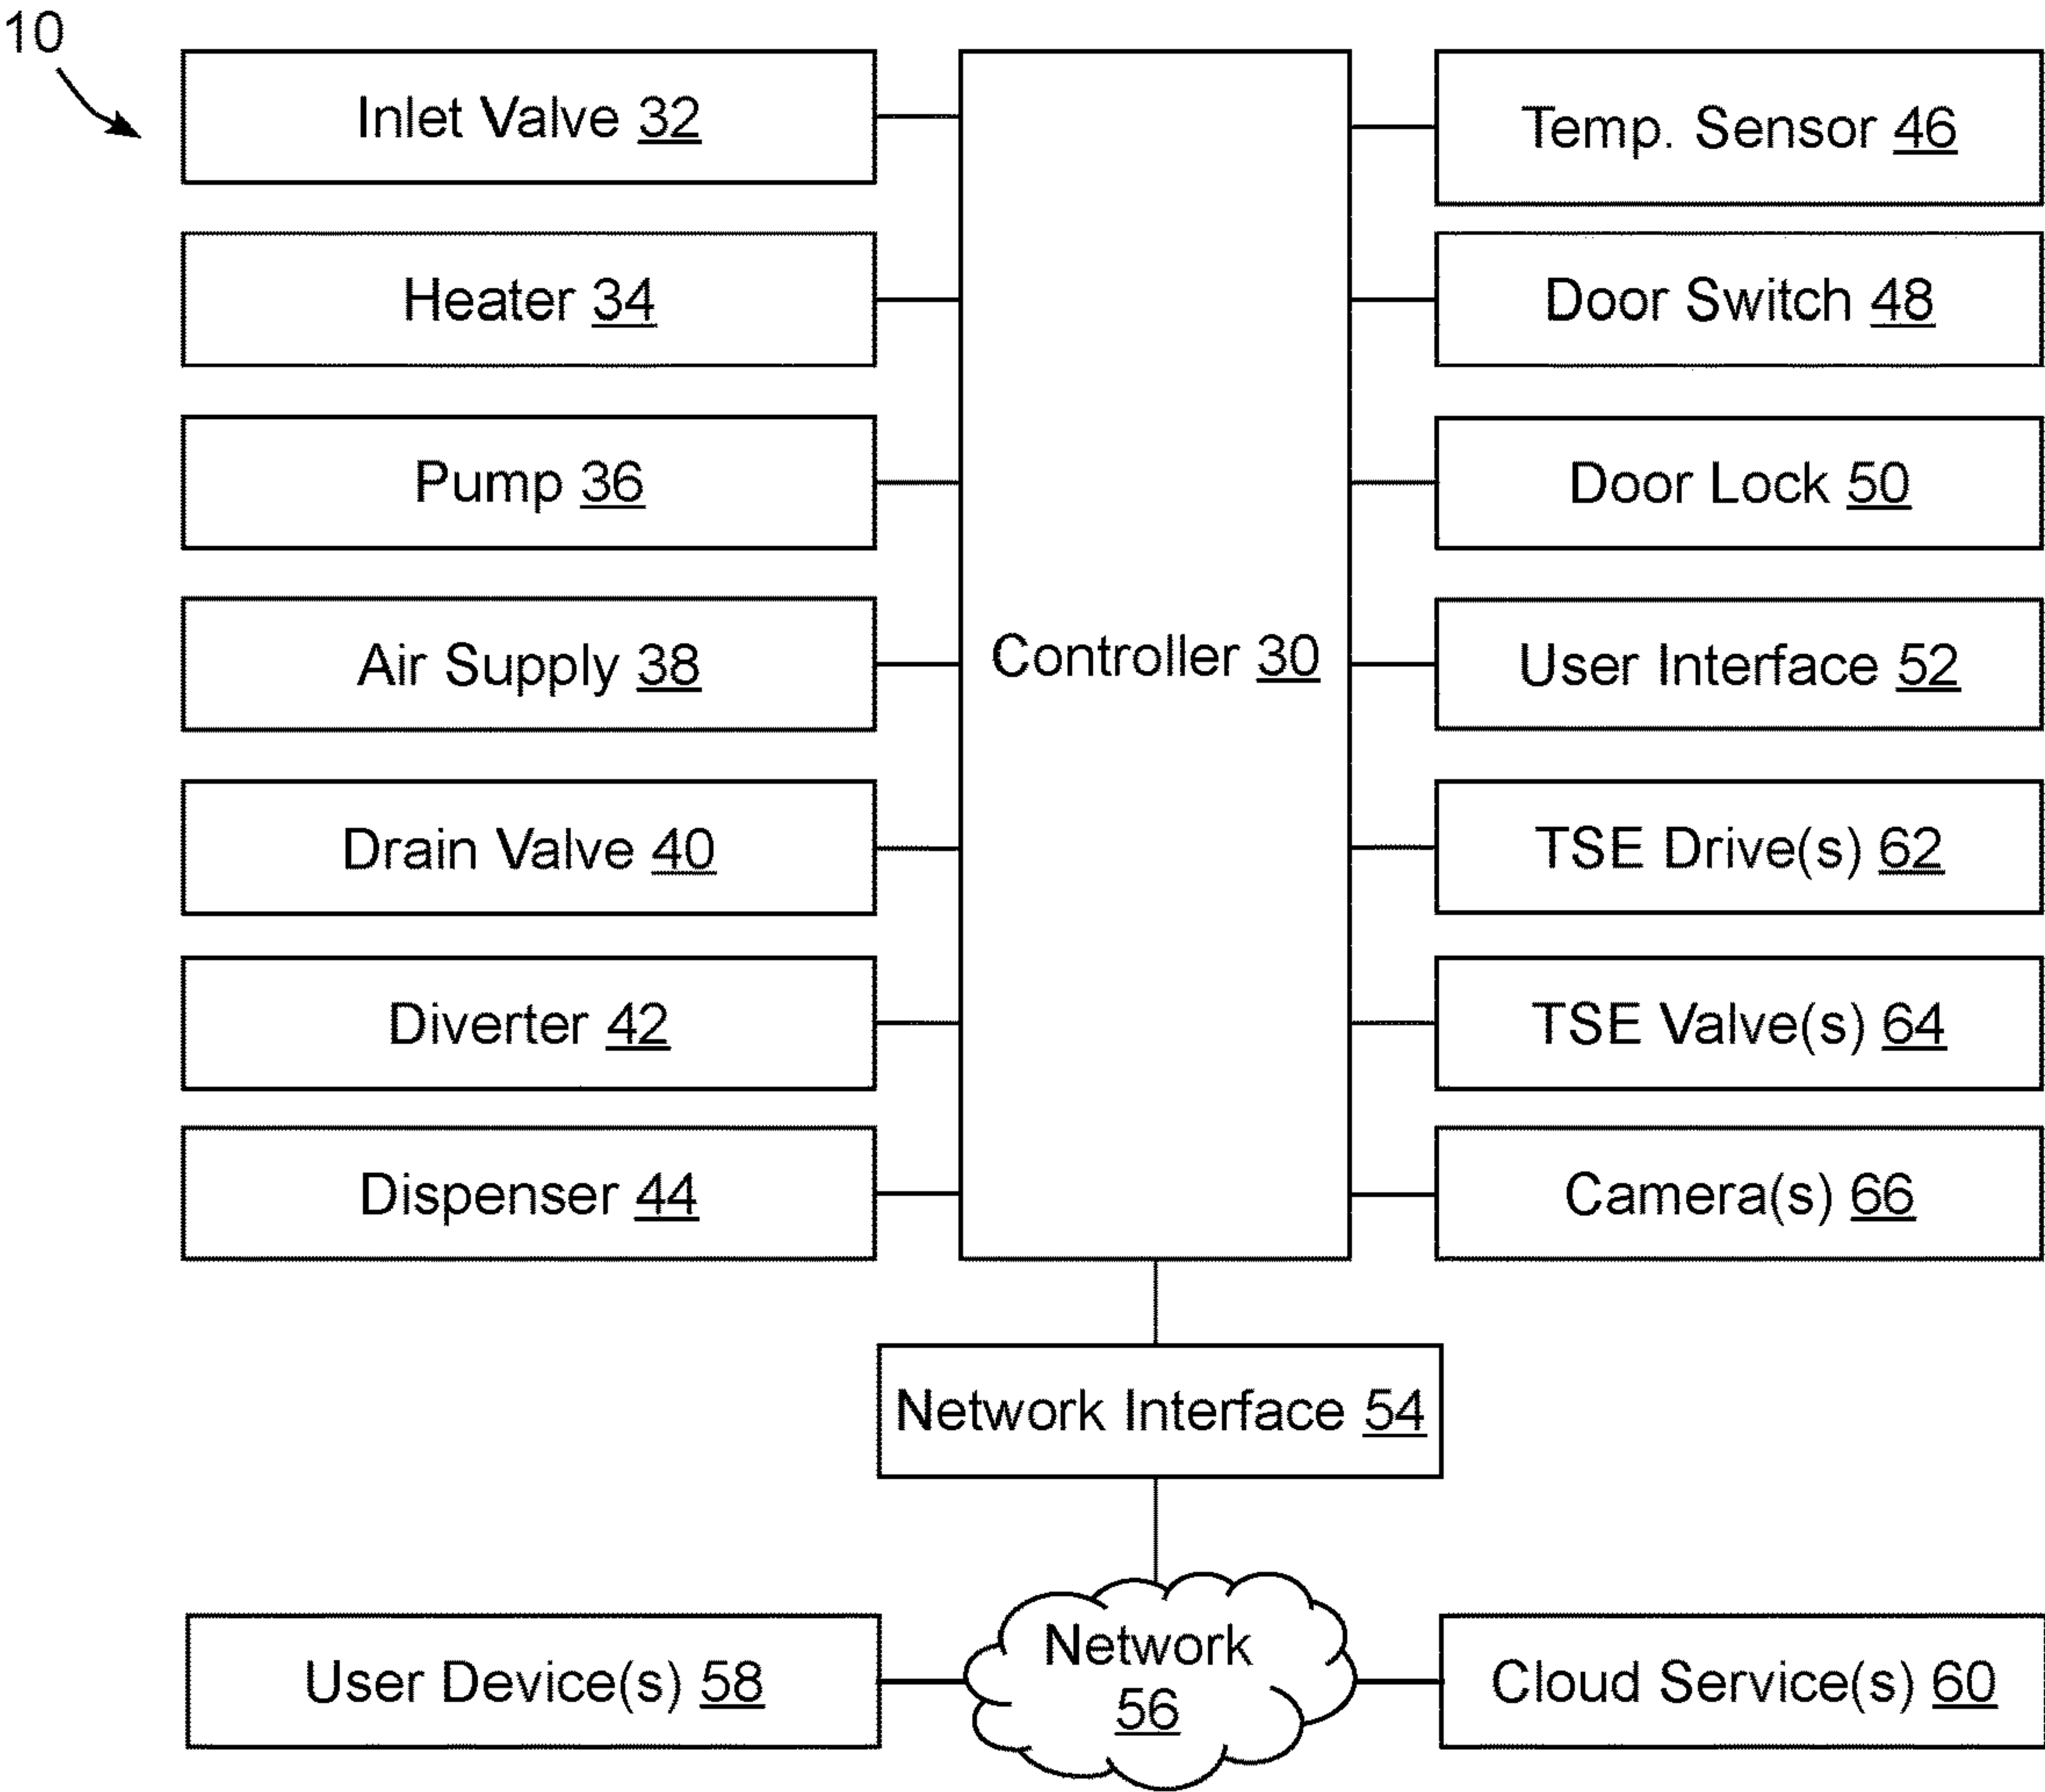 10
Inlet Valve 32
Heater 34
Pump 36
Air Supply 38
Drain Valve 40
Diverter 42
Dispenser 44
Controller 30
Temp. Sensor 46
Door Switch 48
Door Lock 50
User Interface 52
TSE Drive(s) 62
TSE Valve(s) 64
Camera(s) 66
Network Interface 54
User Device(s) 58
Network
56
Cloud Service(s) 60